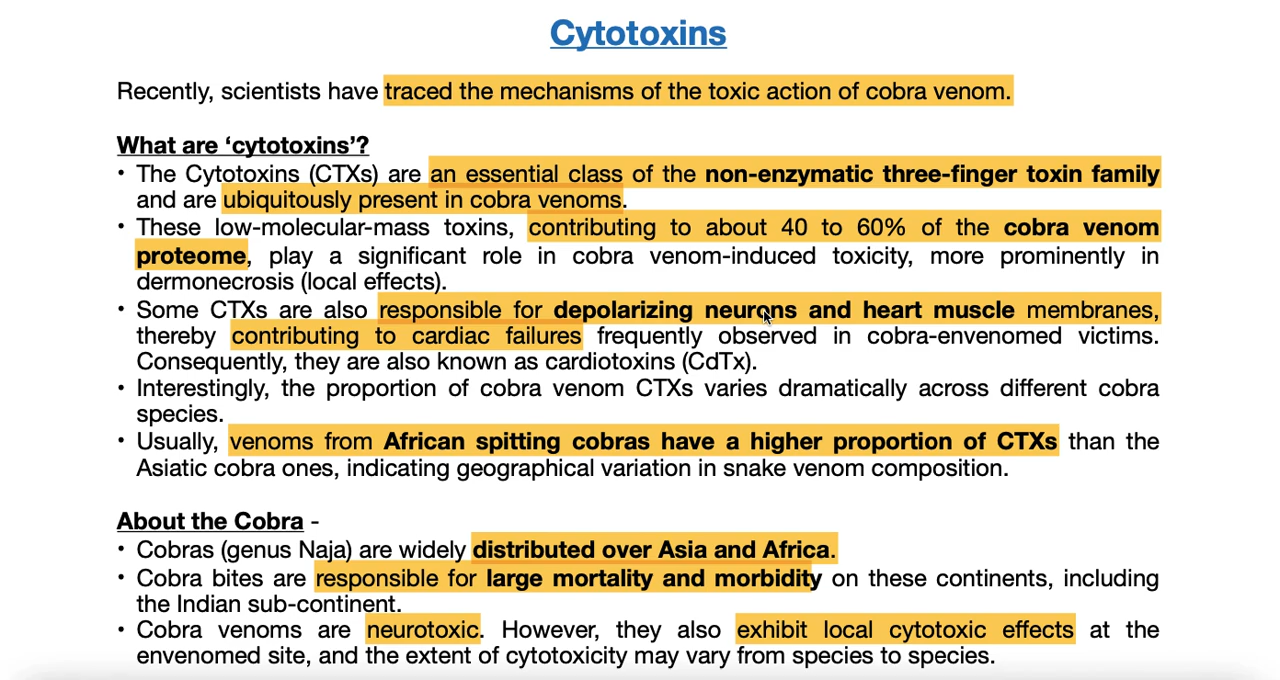 Cytotoxins
Recently, scientists have traced the mechanisms of the toxic action of cobra venom.
What are ‘cytotoxins’?
• The Cytotoxins (CTXs) are an essential class of the non-enzymatic three-finger toxin family
and are ubiquitously present in cobra venoms.
• These low-molecular-mass toxins, contributing to about 40 to 60% of the cobra venom
proteome, play a significant role in cobra venom-induced toxicity, more prominently in
dermonecrosis (local effects).
• Some CTXs are also responsible for depolarizing neurons and heart muscle membranes,
thereby contributing to cardiac failures frequently observed in cobra-envenomed victims.
Consequently, they are also known as cardiotoxins (CdTx).
• Interestingly, the proportion of cobra venom CTXs varies dramatically across different cobra
species.
• Usually, venoms from African spitting cobras have a higher proportion of CTXs than the
Asiatic cobra ones, indicating geographical variation in snake venom composition.
About the Cobra -
• Cobras (genus Naja) are widely distributed over Asia and Africa.
• Cobra bites are responsible for large mortality and morbidity on these continents, including
the Indian sub-continent.
• Cobra venoms are neurotoxic. However, they also exhibit local cytotoxic effects at the
envenomed site, and the extent of cytotoxicity may vary from species to species.